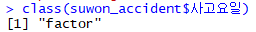 > class(suwon_accident$사고요일)
[1] "factor"